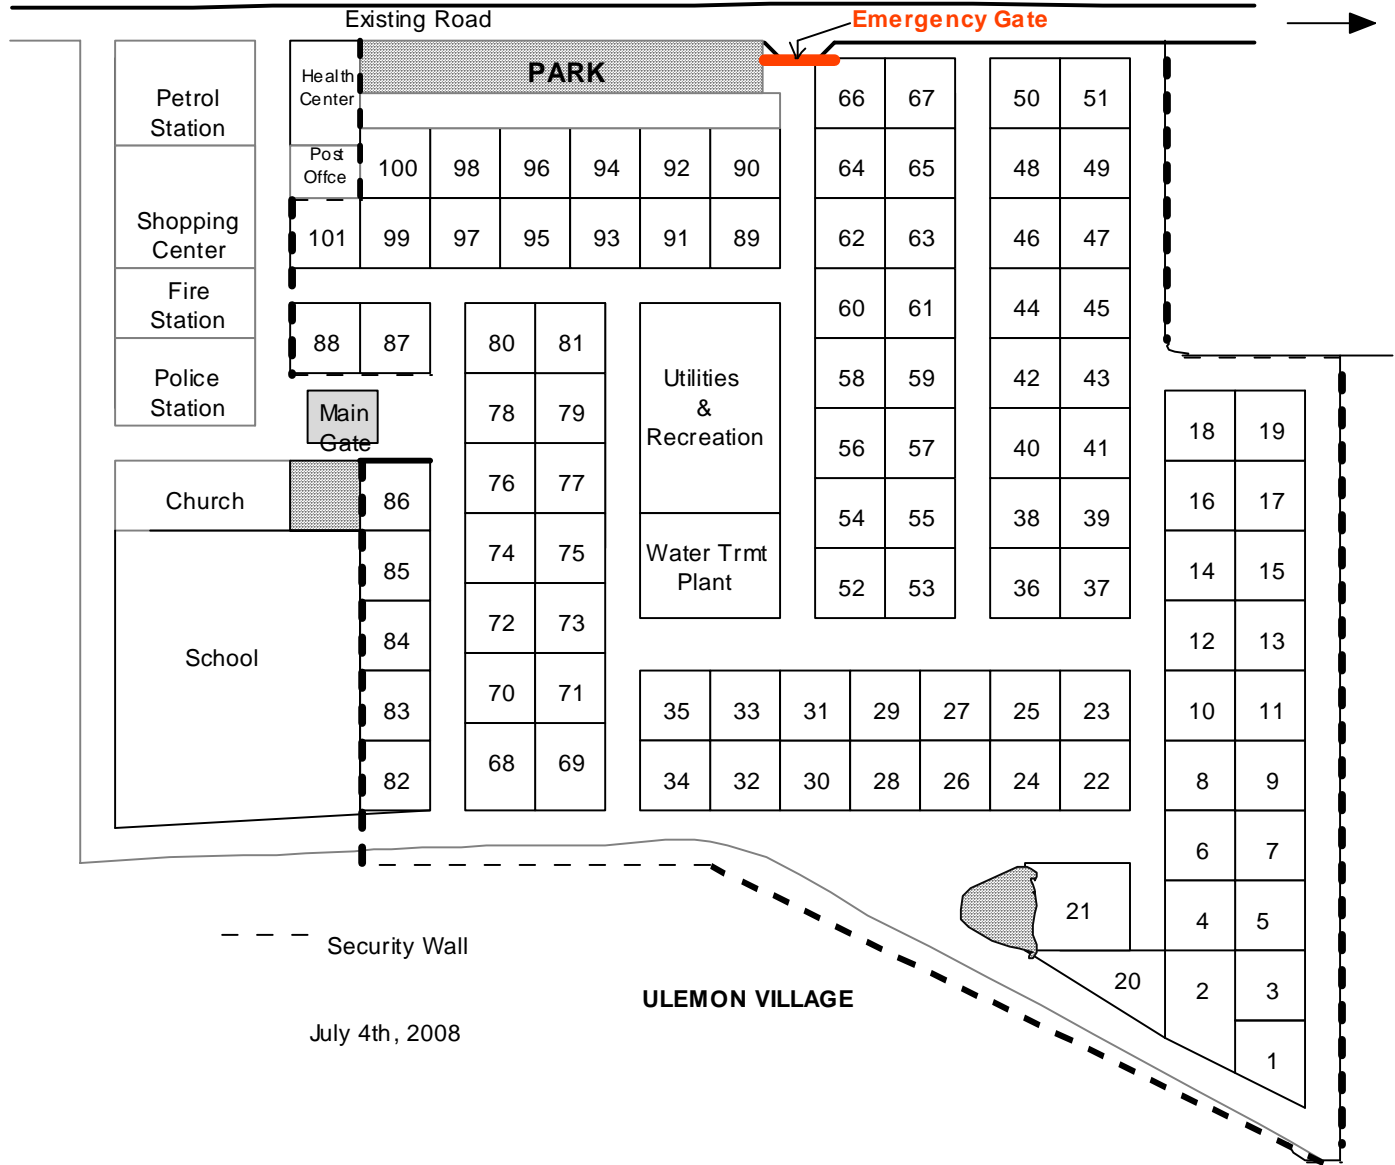 Existing Road
Emergency Gate
Health
Center
PARK
Petrol
Station
66 67 50 51
Post
Offce
100 98 96 94 92 90 64 65 48 49
Shopping
Center
101 99 97 95 93 91 89 62 63 46 47
Fire
Station
60 61 44 45
88 87 80 81
Police
Station
Utilities
&
Recreation
58 59 42 43
Main
Gate
78 79
56 57 40 41 18 19
Church
86 76 77 54 55 38 39 16 17
85 74 75
Water Trmt
Plant
52 53 36 37 14 15
School
84 72 73 12 13
83 70 71 35 33 31 29 27 25 23 10 11
82 68 69 34 32 30 28 26 24 22 8 9
6 7
21 4 5
Security Wall
20 2 3
ULEMON VILLAGE
July 4th, 2008
1